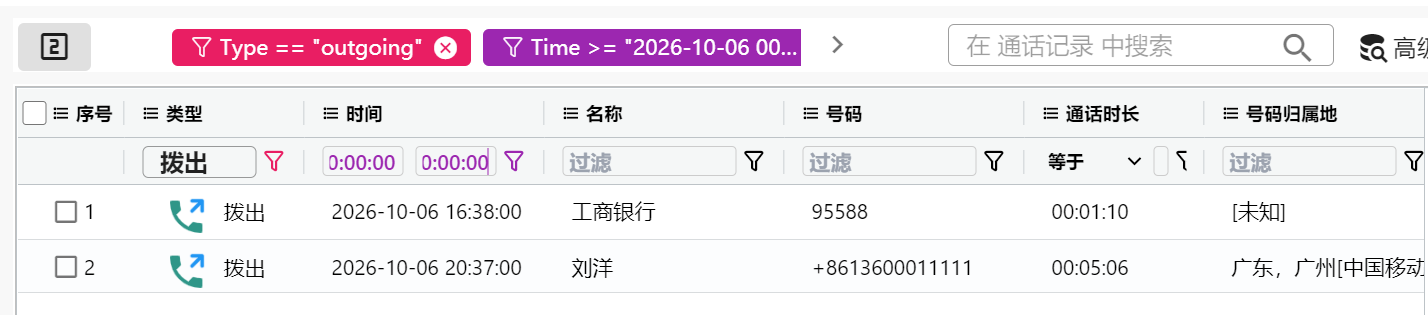 2 Type == "outgoing" Time >= "2026-10-06 00... 在 通话记录 中搜索 高级
序号 类型 时间 名称 号码 通话时长 号码归属地
拨出 0:00:00 0:00:00 过滤 过滤 等于 过滤
1 拨出 2026-10-06 16:38:00 工商银行 95588 00:01:10 [未知]
2 拨出 2026-10-06 20:37:00 刘洋 +8613600011111 00:05:06 广东，广州[中国移动